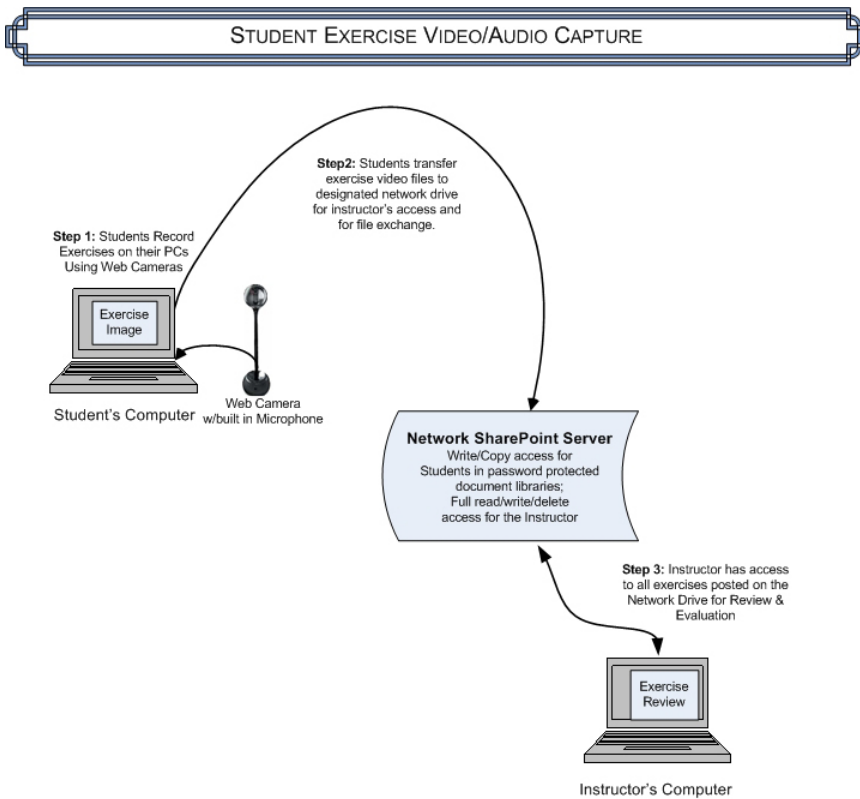 STUDENT EXERCISE VIDEO/AUDIO CAPTURE
Step2: Students transfer
exercise video files to
designated network drive
for instructor's access and
for file exchange.
Step 1: Students Record
Exercises on their PCs
Using Web Cameras
Exercise
Image
Student's Computer
Web Camera
w/built in Microphone
Network SharePoint Server
Write/Copy access for
Students in password protected
document libraries;
Full read/write/delete
access for the Instructor
Step 3: Instructor has access
to all exercises posted on the
Network Drive for Review &
Evaluation
Exercise
Review
Instructor's Computer